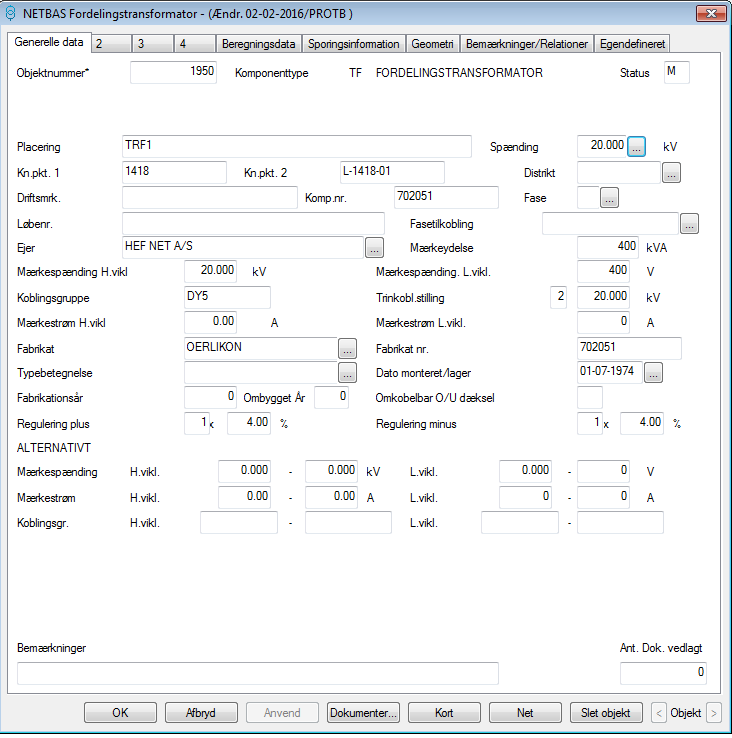 NETBAS Fordelingstransformator - (Ændr. 02-02-2016/PROTB )
Generelle data 2 3 4 Beregningsdata Sporingsinformation Geometri Bemærkninger/Relationer Egendefineret
Objektnummer* 1950 Komponenttype TF FORDELINGSTRANSFORMATOR Status M
Placering TRF1 Spænding 20.000 ... kV
Kn.pkt. 1 1418 Kn.pkt. 2 L-1418-01 Distrikt ...
Driftsmrk. Komp.nr. 702051 Fase ...
Løbenr. Fasetilkobling ...
Ejer HEF NET A/S ... Mærkeydelse 400 kVA
Mærkespænding H.vikl 20.000 kV Mærkespænding. L.vikl. 400 V
Koblingsgruppe DY5 Trinkobl.stilling 2 20.000 kV
Mærkestrøm H.vikl 0.00 A Mærkestrøm L.vikl. 0 A
Fabrikat OERLIKON ... Fabrikat nr. 702051
Typebetegnelse ... Dato monteret/lager 01-07-1974 ...
Fabrikationsår 0 Ombygget År 0 Omkobelbar O/U dæksel
Regulering plus 1 x 4.00 % Regulering minus 1 x 4.00 %
ALTERNATIVT
Mærkespænding H.vikl. 0.000 - 0.000 kV L.vikl. 0.000 - 0 V
Mærkestrøm H.vikl. 0.00 - 0.00 A L.vikl. 0 - 0 A
Koblingsgr. H.vikl. - L.vikl. -
Bemærkninger Ant. Dok. vedlagt
0
OK Afbryd Anvend Dokumenter... Kort Net Slet objekt < Objekt >